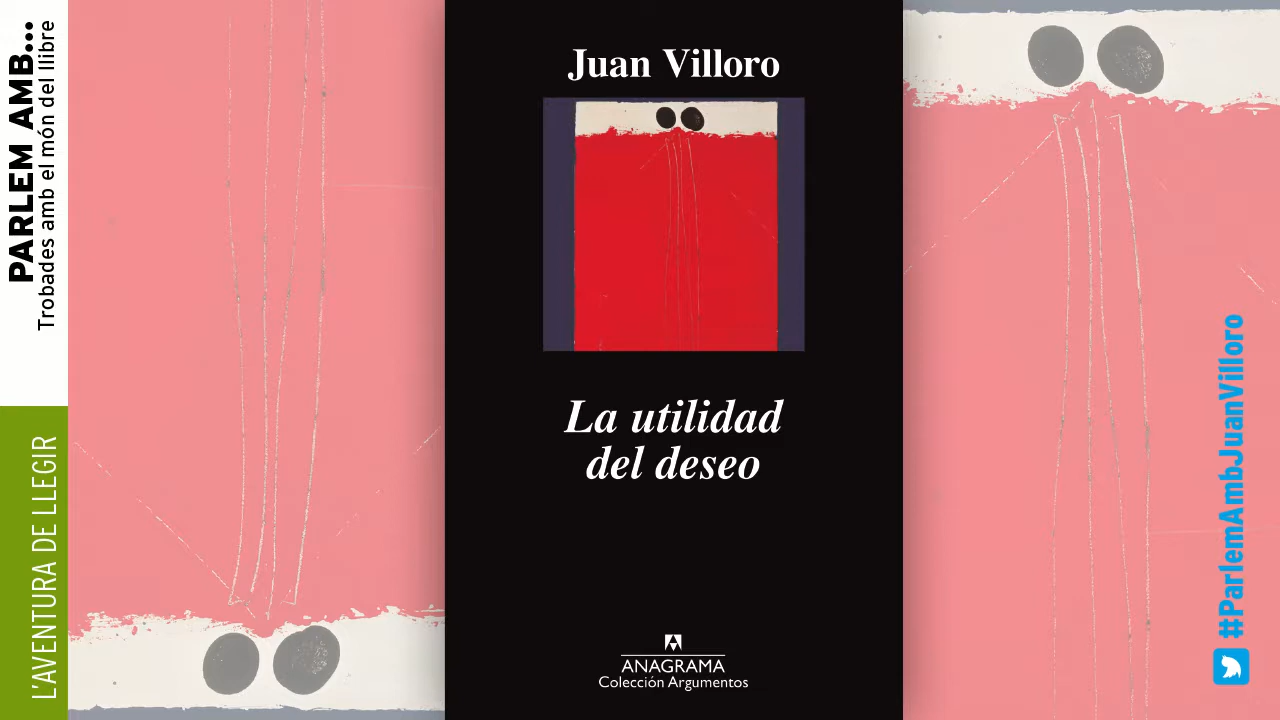 PARLEM AMB...
Trobades amb el món del llibre
L'AVENTURA DE LLEGIR
Juan Villoro
La utilidad
del deseo
ANAGRAMA
Colección Argumentos
#ParlemAmbJuanVilloro